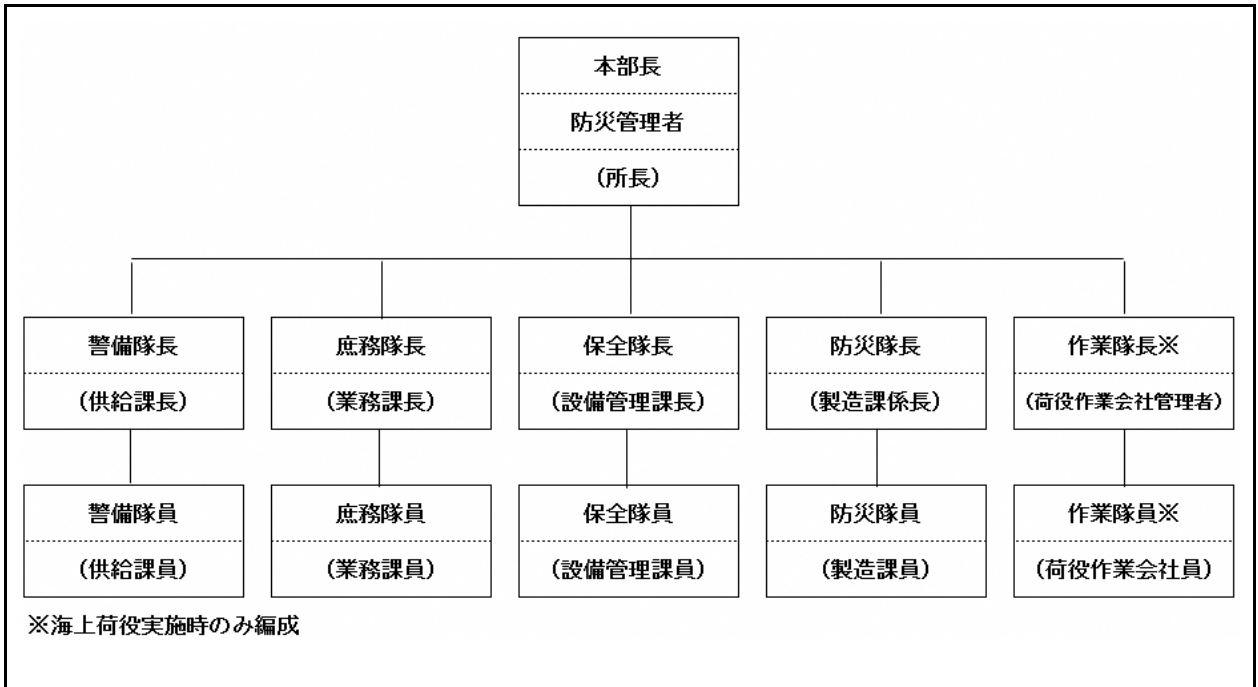 本部長
防災管理者
(所長)
警備隊長
(供給課長)
庶務隊長
(業務課長)
保全隊長
(設備管理課長)
防災隊長
(製造課係長)
作業隊長※
(荷役作業会社管理者)
警備隊員
(供給課員)
庶務隊員
(業務課員)
保全隊員
(設備管理課員)
防災隊員
(製造課員)
作業隊員※
(荷役作業会社員)
※海上荷役実施時のみ編成